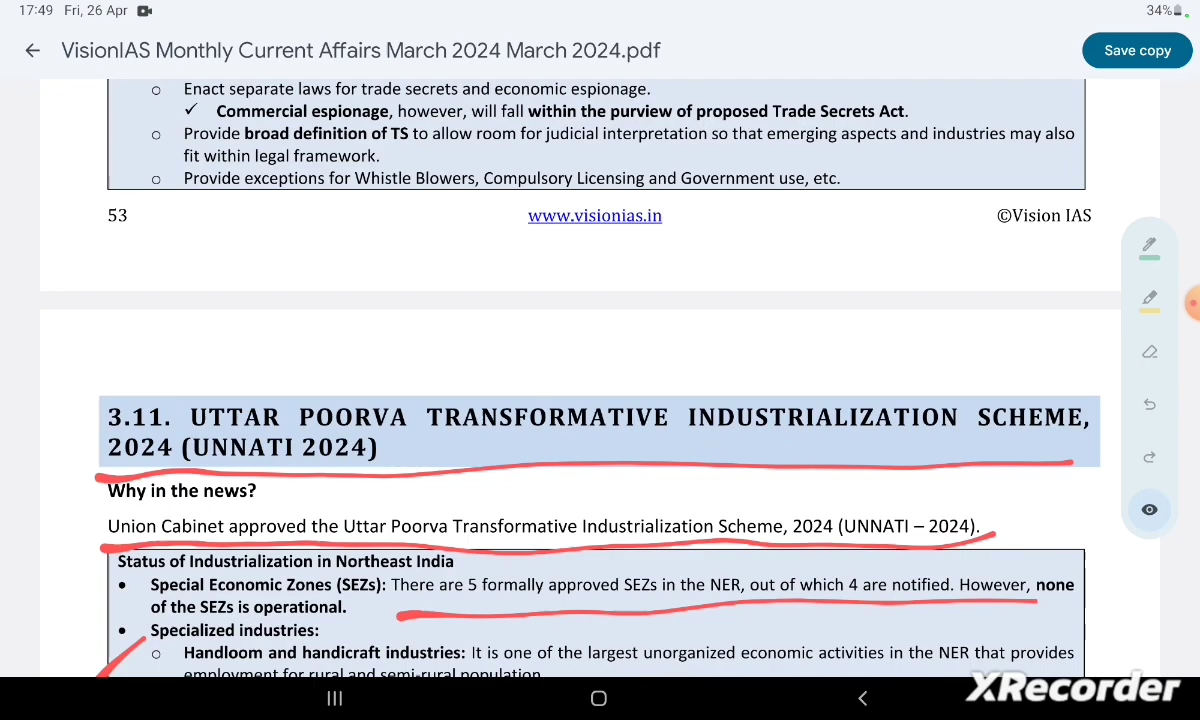 17:49 Fri, 26 Apr
34%
VisionIAS Monthly Current Affairs March 2024 March 2024.pdf
Save copy
o Enact separate laws for trade secrets and economic espionage.
✓ Commercial espionage, however, will fall within the purview of proposed Trade Secrets Act.
o Provide broad definition of TS to allow room for judicial interpretation so that emerging aspects and industries may also
fit within legal framework.
o Provide exceptions for Whistle Blowers, Compulsory Licensing and Government use, etc.
53 www.visionias.in ©Vision IAS
3.11. UTTAR POORVA TRANSFORMATIVE INDUSTRIALIZATION SCHEME,
2024 (UNNATI 2024)
Why in the news?
Union Cabinet approved the Uttar Poorva Transformative Industrialization Scheme, 2024 (UNNATI – 2024).
Status of Industrialization in Northeast India
• Special Economic Zones (SEZs): There are 5 formally approved SEZs in the NER, out of which 4 are notified. However, none
of the SEZs is operational.
• Specialized industries:
o Handloom and handicraft industries: It is one of the largest unorganized economic activities in the NER that provides
employment for rural and semi-rural population.
XRecorder